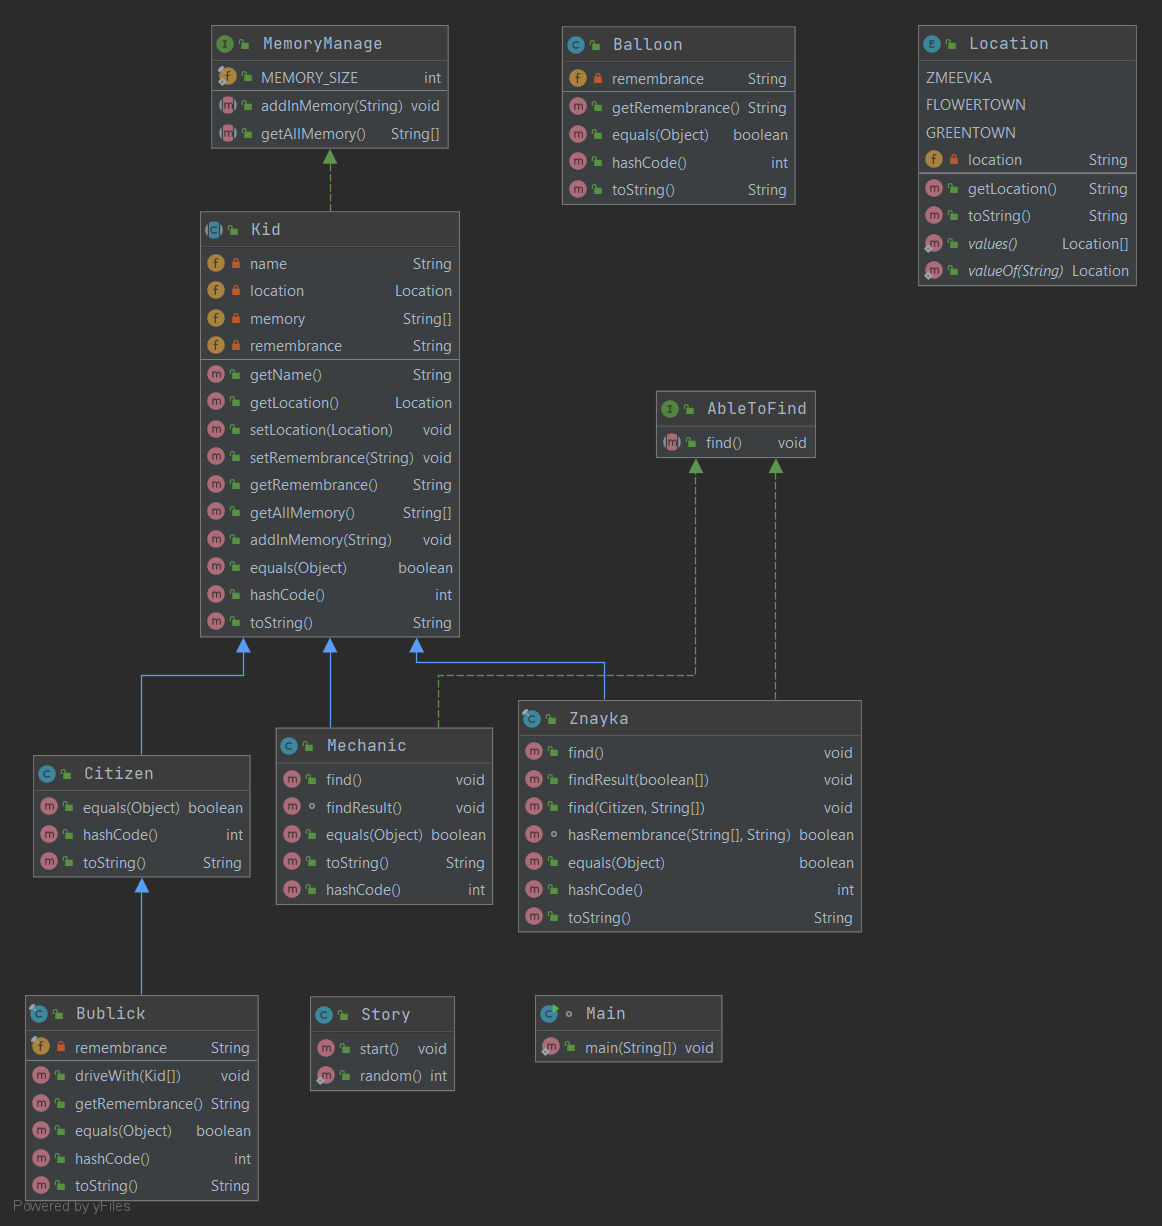 MemoryManage
MEMORY_SIZE int
addInMemory(String) void
getAllMemory() String[]
Balloon
remembrance String
getRemembrance() String
equals(Object) boolean
hashCode() int
toString() String
Location
ZMEEVKA
FLOWERTOWN
GREENTOWN
location String
getLocation() String
toString() String
values() Location[]
valueOf(String) Location
Kid
name String
location Location
memory String[]
remembrance String
getName() String
getLocation() Location
setLocation(Location) void
setRemembrance(String) void
getRemembrance() String
getAllMemory() String[]
addInMemory(String) void
equals(Object) boolean
hashCode() int
toString() String
AbleToFind
find() void
Citizen
equals(Object) boolean
hashCode() int
toString() String
Mechanic
find() void
findResult() void
equals(Object) boolean
toString() String
hashCode() int
Znayka
find() void
findResult(boolean[]) void
find(Citizen, String[]) void
hasRemembrance(String[], String) boolean
equals(Object) boolean
hashCode() int
toString() String
Bublick
remembrance String
driveWith(Kid[]) void
getRemembrance() String
equals(Object) boolean
hashCode() int
toString() String
Story
start() void
random() int
Main
main(String[]) void
Powered by yFiles